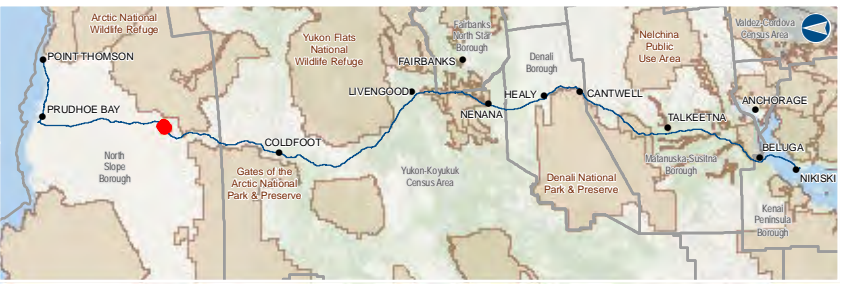 Arctic National
Wildlife Refuge
POINT THOMSON
PRUDHOE BAY
North
Slope
Borough
COLDFOOT
Gates of the
Arctic National
Park & Preserve
Yukon Flats
National
Wildlife Refuge
LIVENGOOD
Fairbanks
North Star
Borough
FAIRBANKS
NENANA
Yukon-Koyukuk
Census Area
Denali
Borough
HEALY
CANTWELL
Denali National
Park & Preserve
Nelchina
Public
Use Area
TALKEETNA
Matanuska-Susitna
Borough
Valdez-Cordova
Census Area
ANCHORAGE
BELUGA
NIKISKI
Kenai
Peninsula
Borough